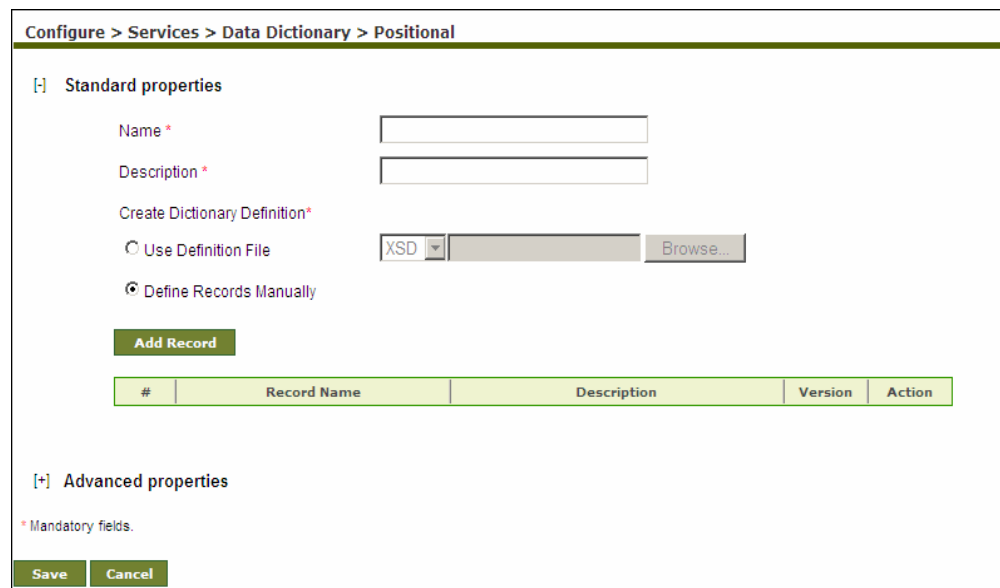 Configure > Services > Data Dictionary > Positional
[-] Standard properties
Name *
Description *
Create Dictionary Definition*
Use Definition File XSD Browse...
Define Records Manually
Add Record
# Record Name Description Version Action
[+] Advanced properties
* Mandatory fields.
Save Cancel